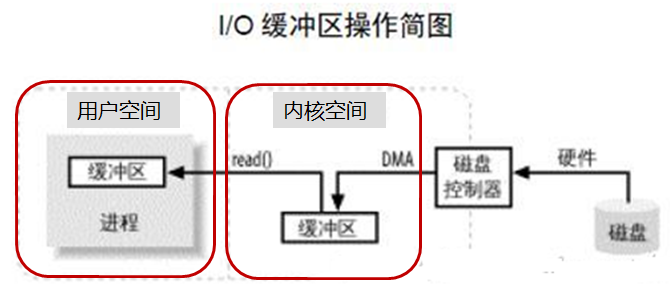 I/O 缓冲区操作简图
用户空间
内核空间
缓冲区
进程
read()
缓冲区
DMA
磁盘
控制器
硬件
磁盘